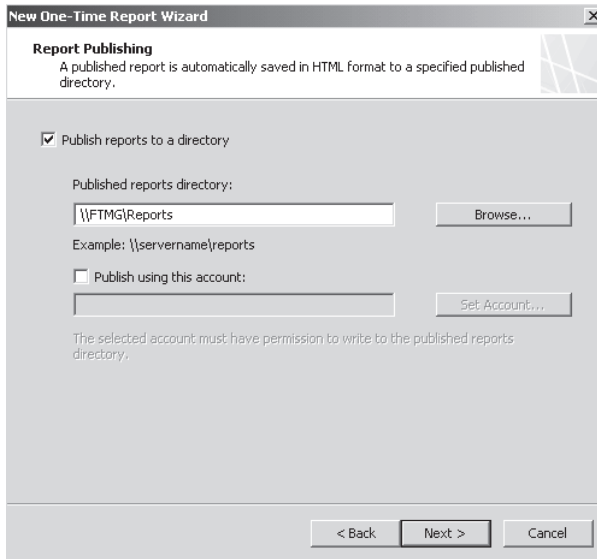 New One-Time Report Wizard
Report Publishing
A published report is automatically saved in HTML format to a specified published
directory.
Publish reports to a directory
Published reports directory:
\\FTMG\Reports
Browse...
Example: \\servername\reports
Publish using this account:
Set Account...
The selected account must have permission to write to the published reports
directory.
< Back
Next >
Cancel